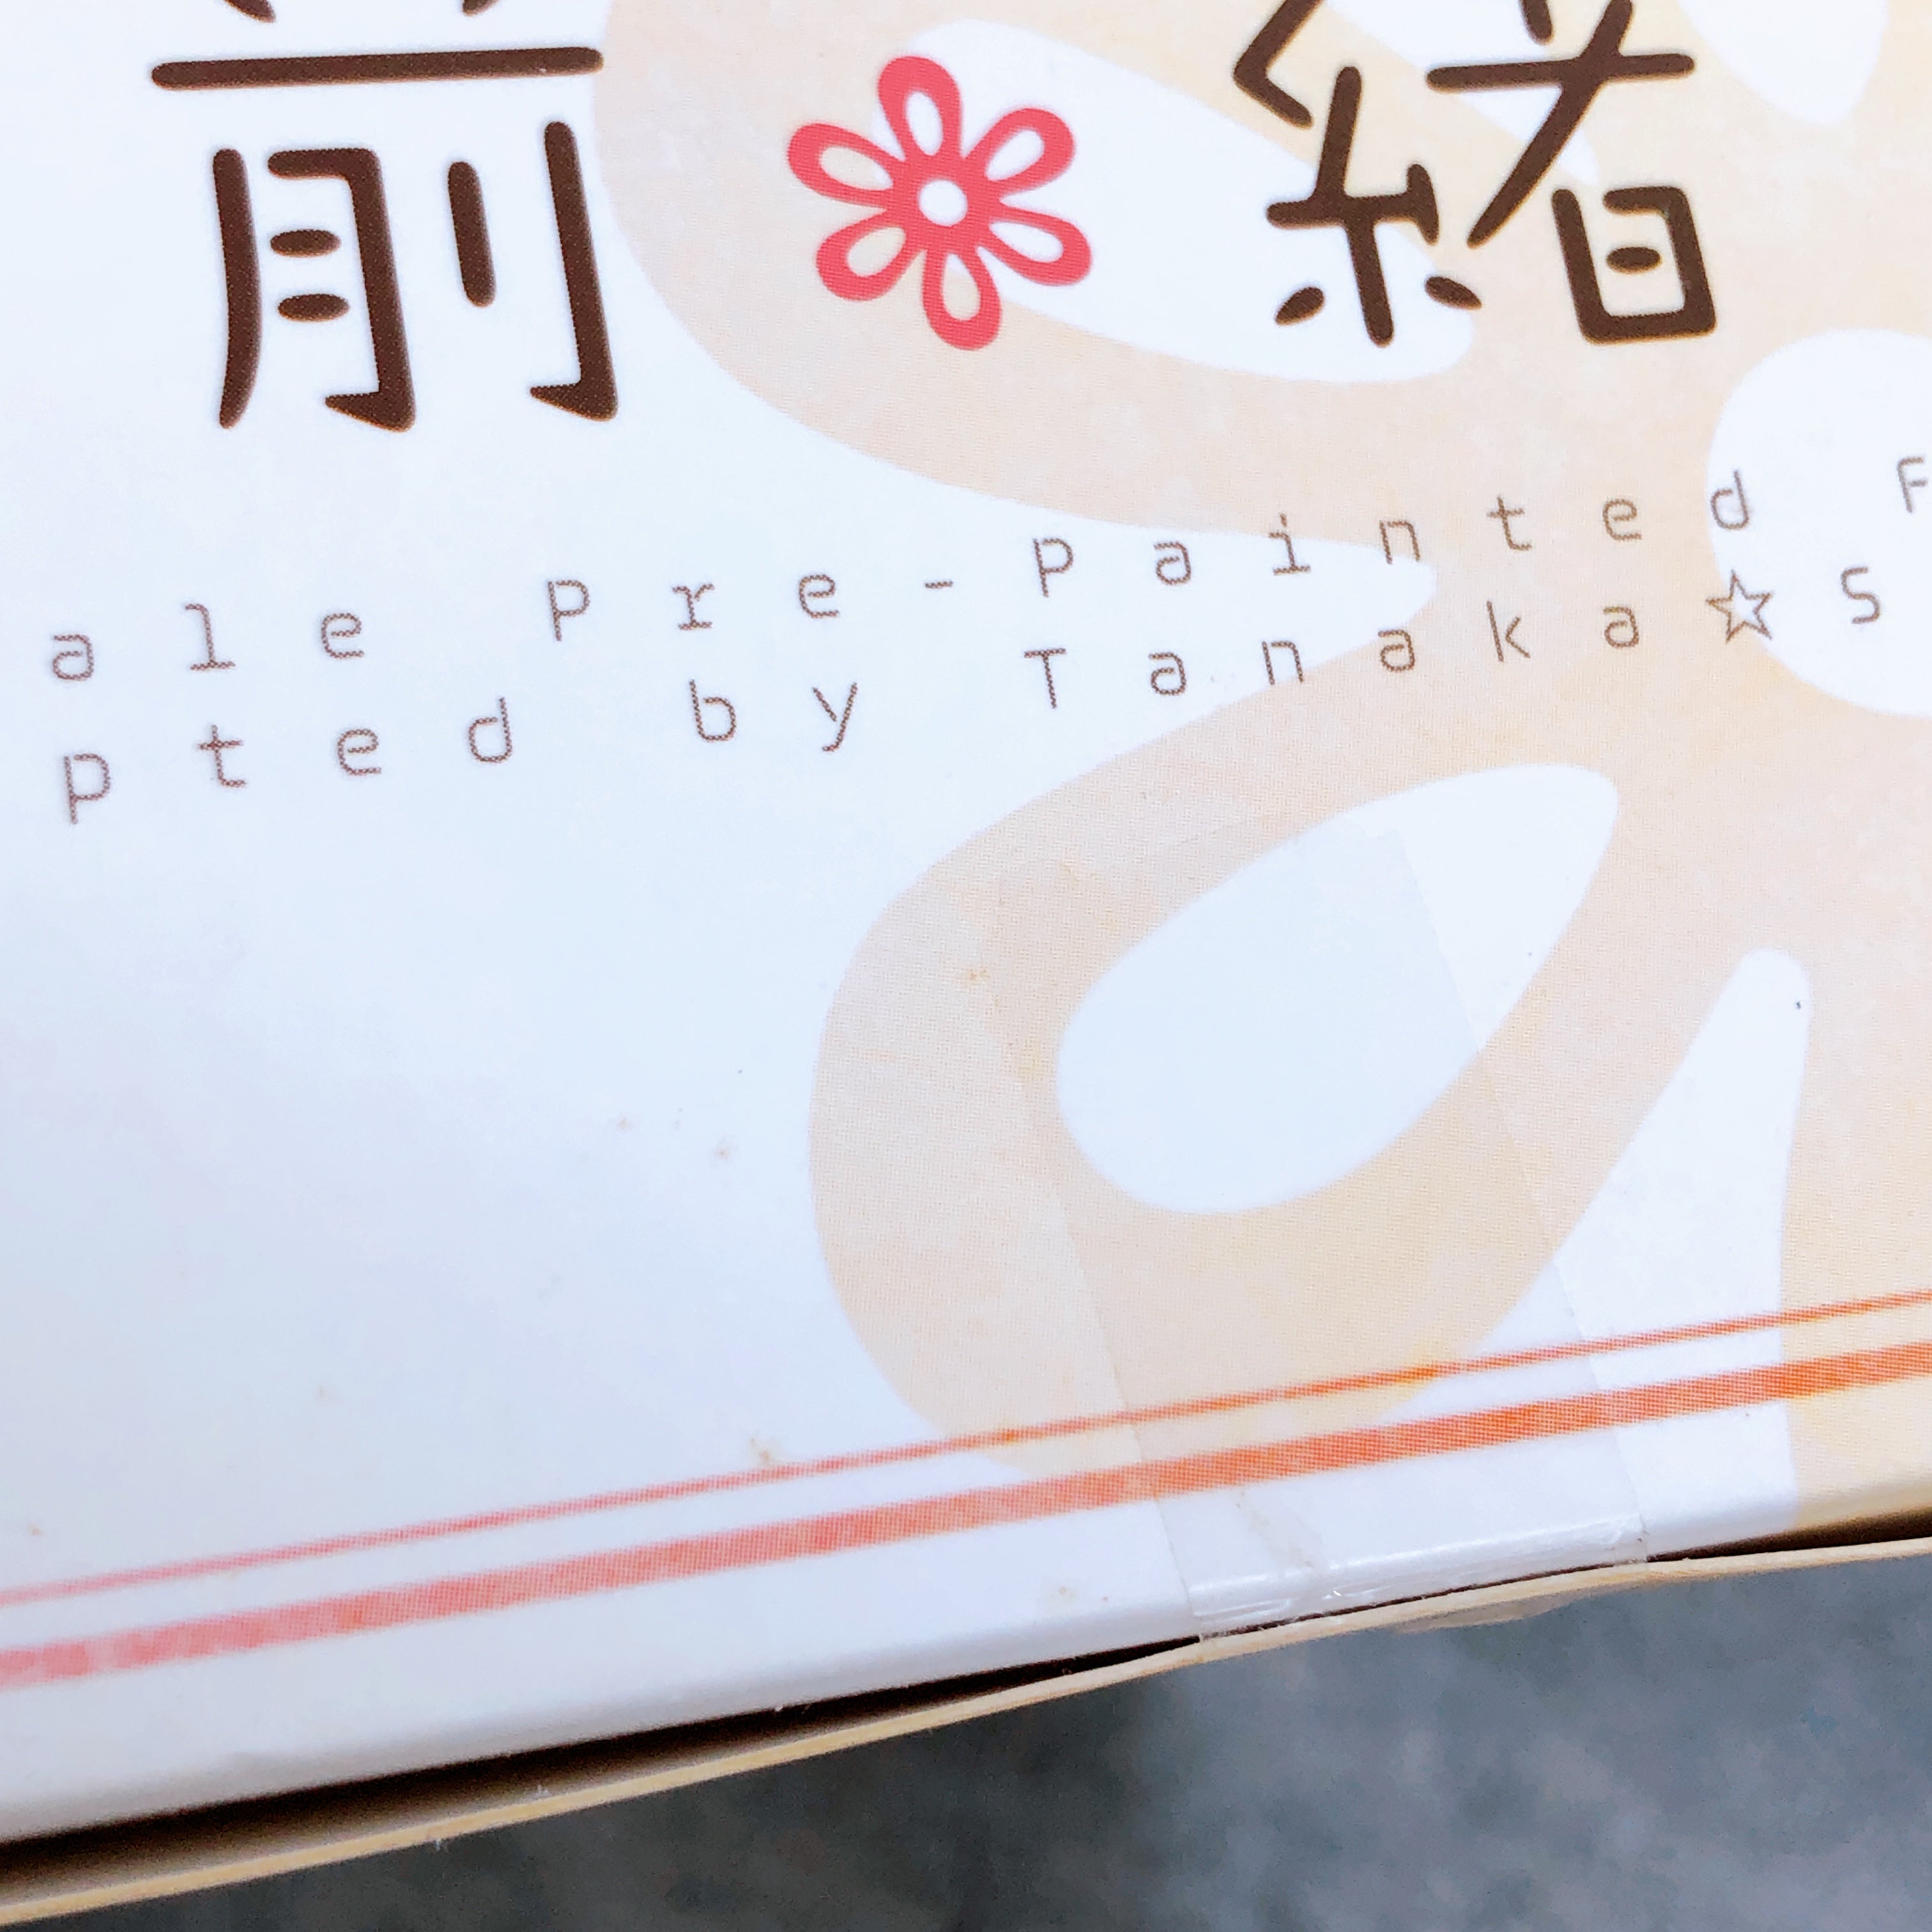 前 緒
ale Pre-Painted F
pted by Tanaka☆S